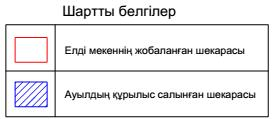 Шартты белгілер
Елді мекеннің жобаланған шекарасы
Ауылдың құрылыс салынған шекарасы